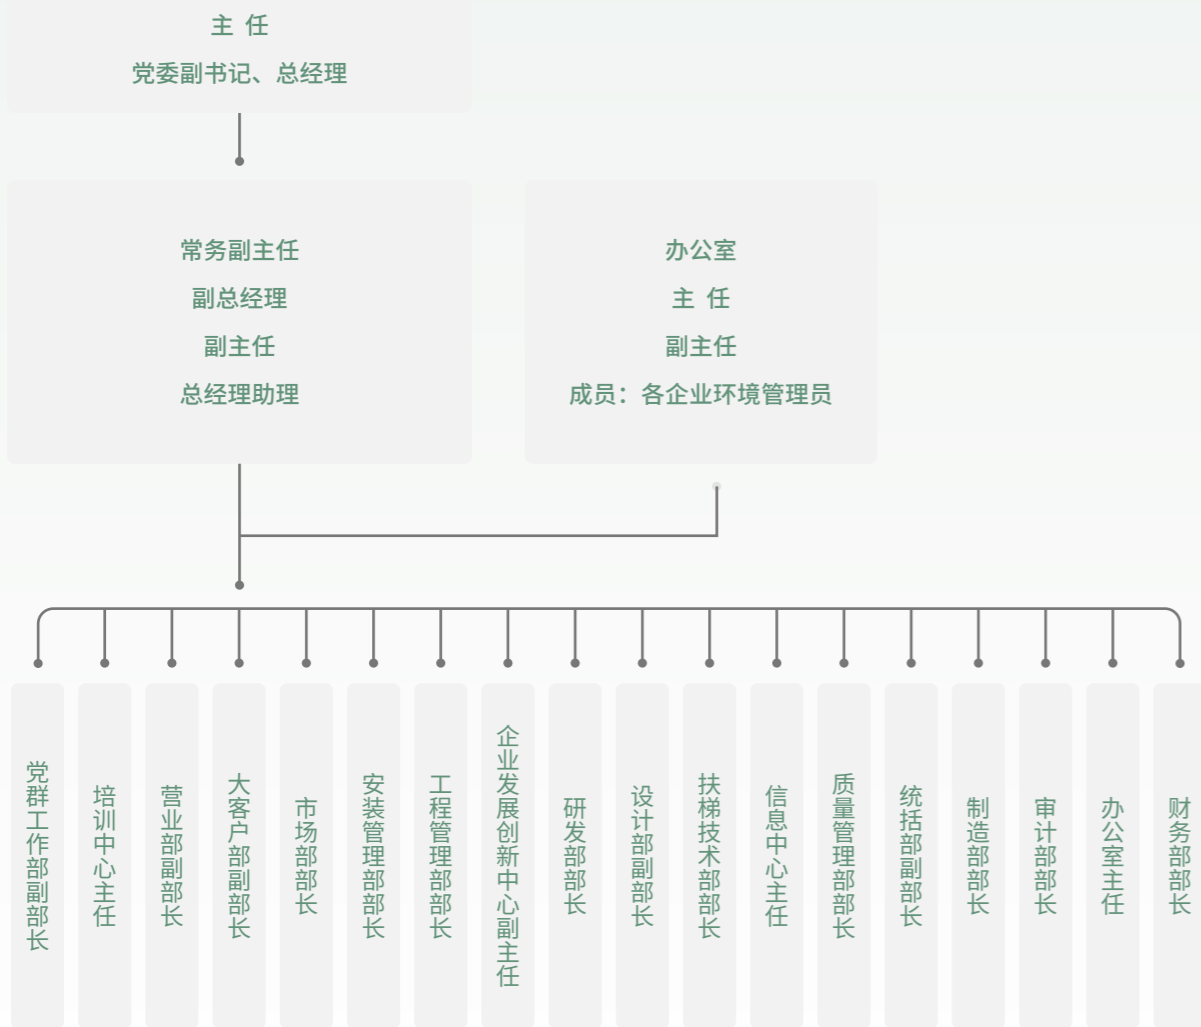 主 任
党委副书记、总经理
常务副主任
副总经理
副主任
总经理助理
办公室
主 任
副主任
成员：各企业环境管理员
党群工作部副部长
培训中心主任
营业部副部长
大客户部副部长
市场部部长
安装管理部部长
工程管理部部长
企业发展创新中心副主任
研发部部长
设计部副部长
扶梯技术部部长
信息中心主任
质量管理部部长
统括部副部长
制造部部长
审计部部长
办公室主任
财务部部长